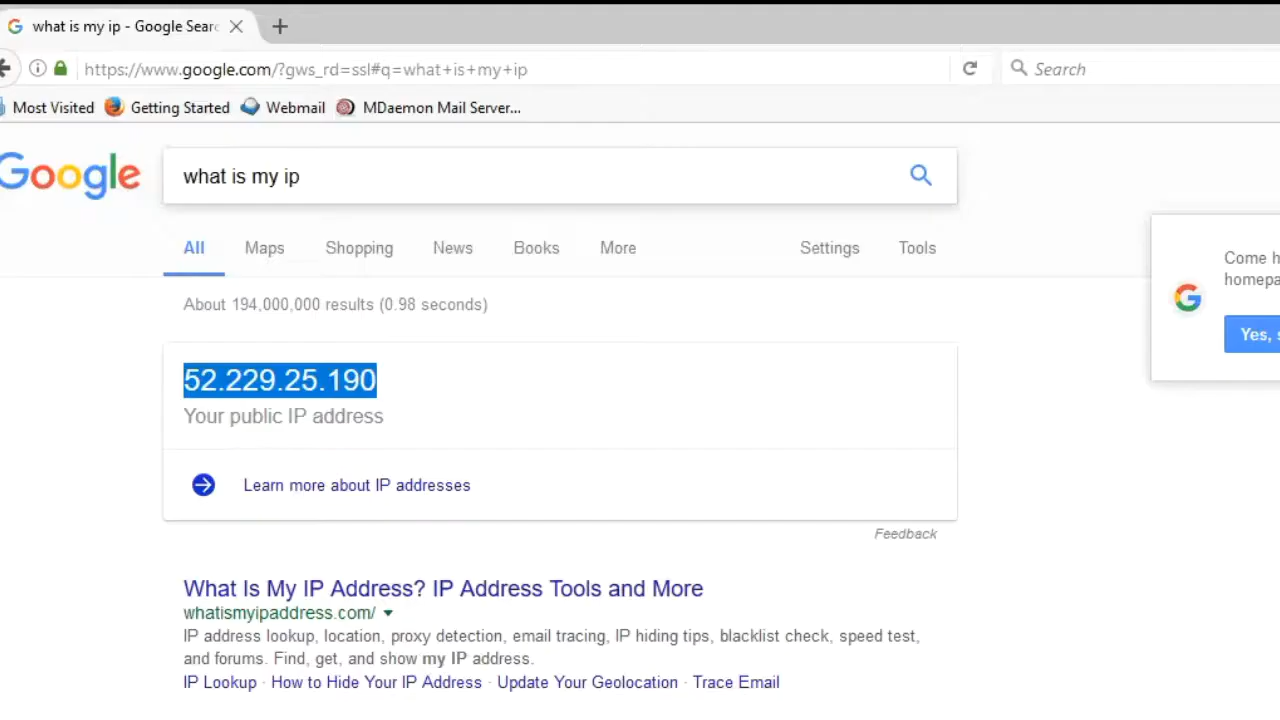 what is my ip - Google Sear
https://www.google.com/?gws_rd=ssl#q=what+is+my+ip
Search
Most Visited Getting Started Webmail MDaemon Mail Server...
Google
what is my ip
All Maps Shopping News Books More Settings Tools
About 194,000,000 results (0.98 seconds)
Come h
homepa
Yes, s
52.229.25.190
Your public IP address
Learn more about IP addresses
Feedback
What Is My IP Address? IP Address Tools and More
whatismyipaddress.com/
IP address lookup, location, proxy detection, email tracing, IP hiding tips, blacklist check, speed test,
and forums. Find, get, and show my IP address.
IP Lookup · How to Hide Your IP Address · Update Your Geolocation · Trace Email